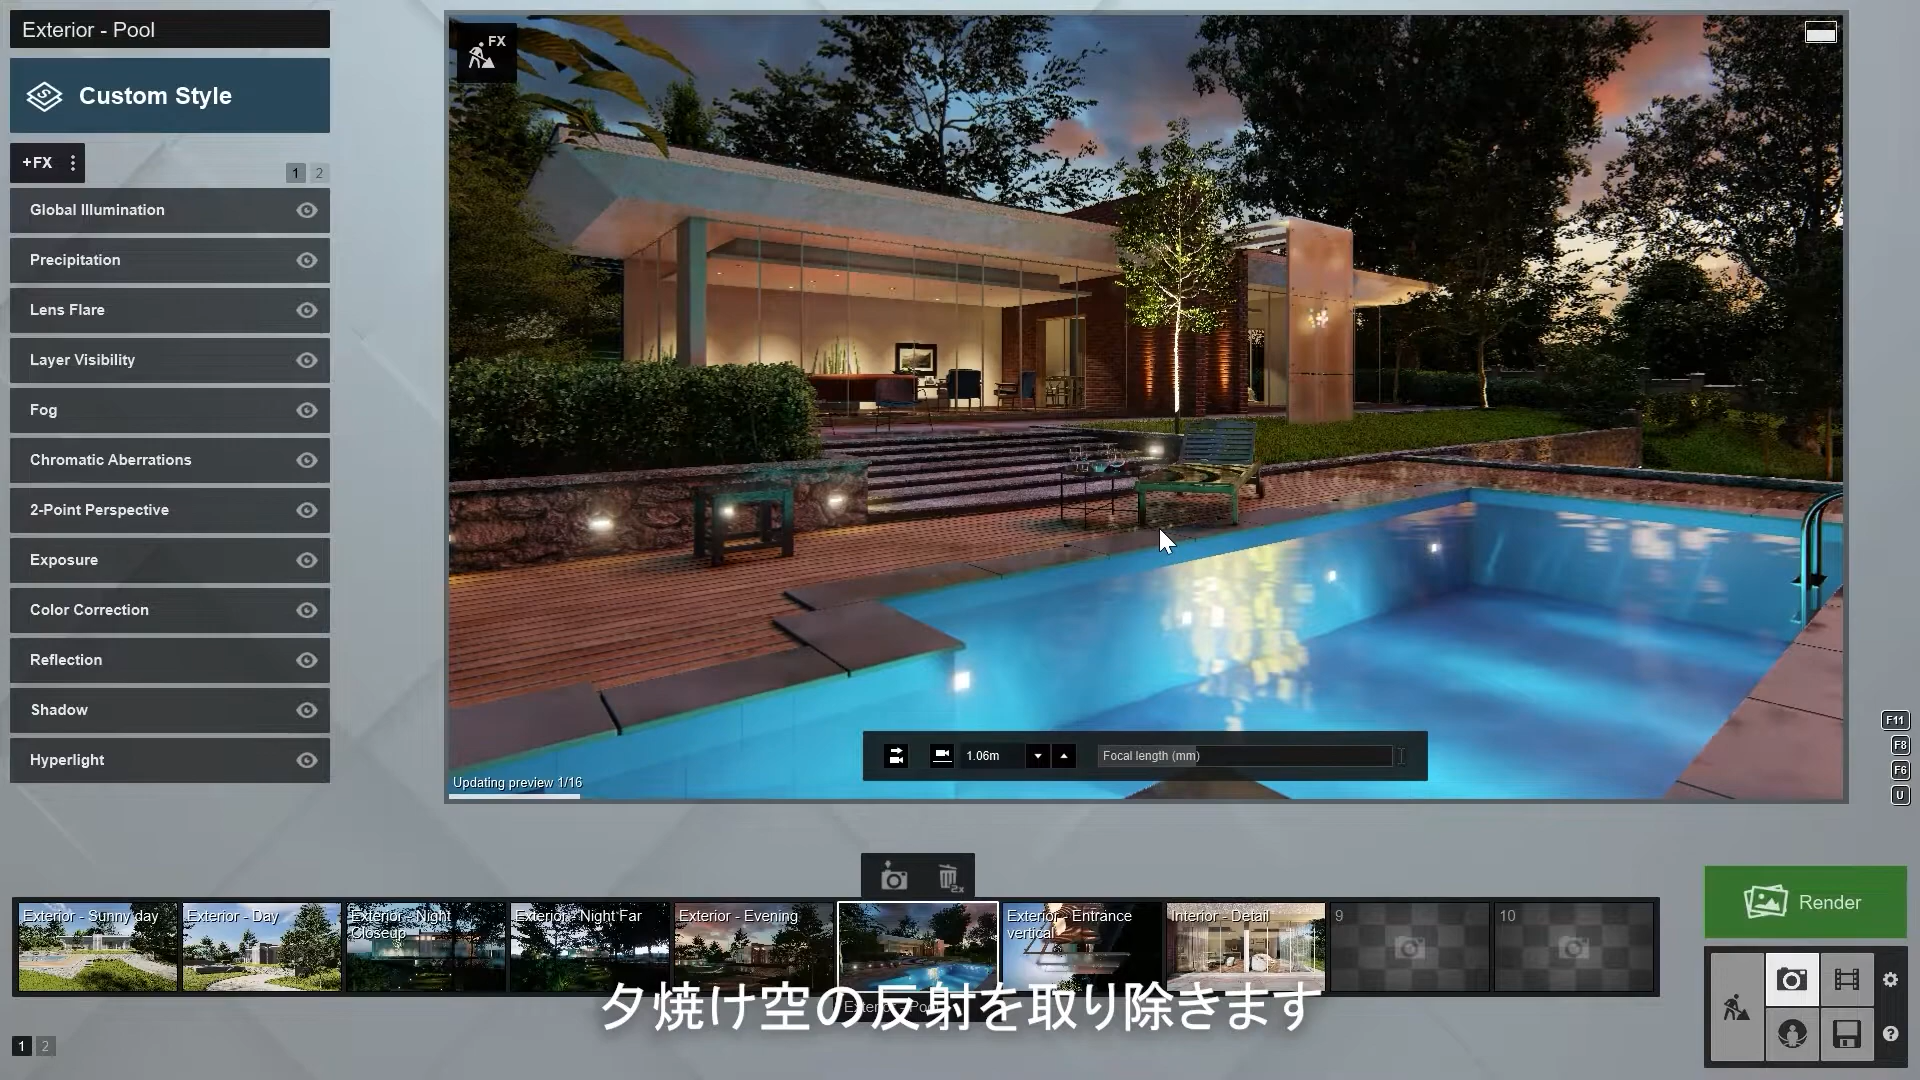 Exterior - Pool
Custom Style
+FX
1 2
Global Illumination
Precipitation
Lens Flare
Layer Visibility
Fog
Chromatic Aberrations
2-Point Perspective
Exposure
Color Correction
Reflection
Shadow
Hyperlight
FX
Updating preview 1/16
1.06m
Focal length (mm)
F11
F8
F6
U
2x
Exterior - Sunny day
Exterior - Day
Exterior - Night
Closeup
Exterior - Night Far
Exterior - Evening
Exterior - Entrance
vertical
Interior - Detail
9
10
Render
夕焼け空の反射を取り除きます
1 2
?